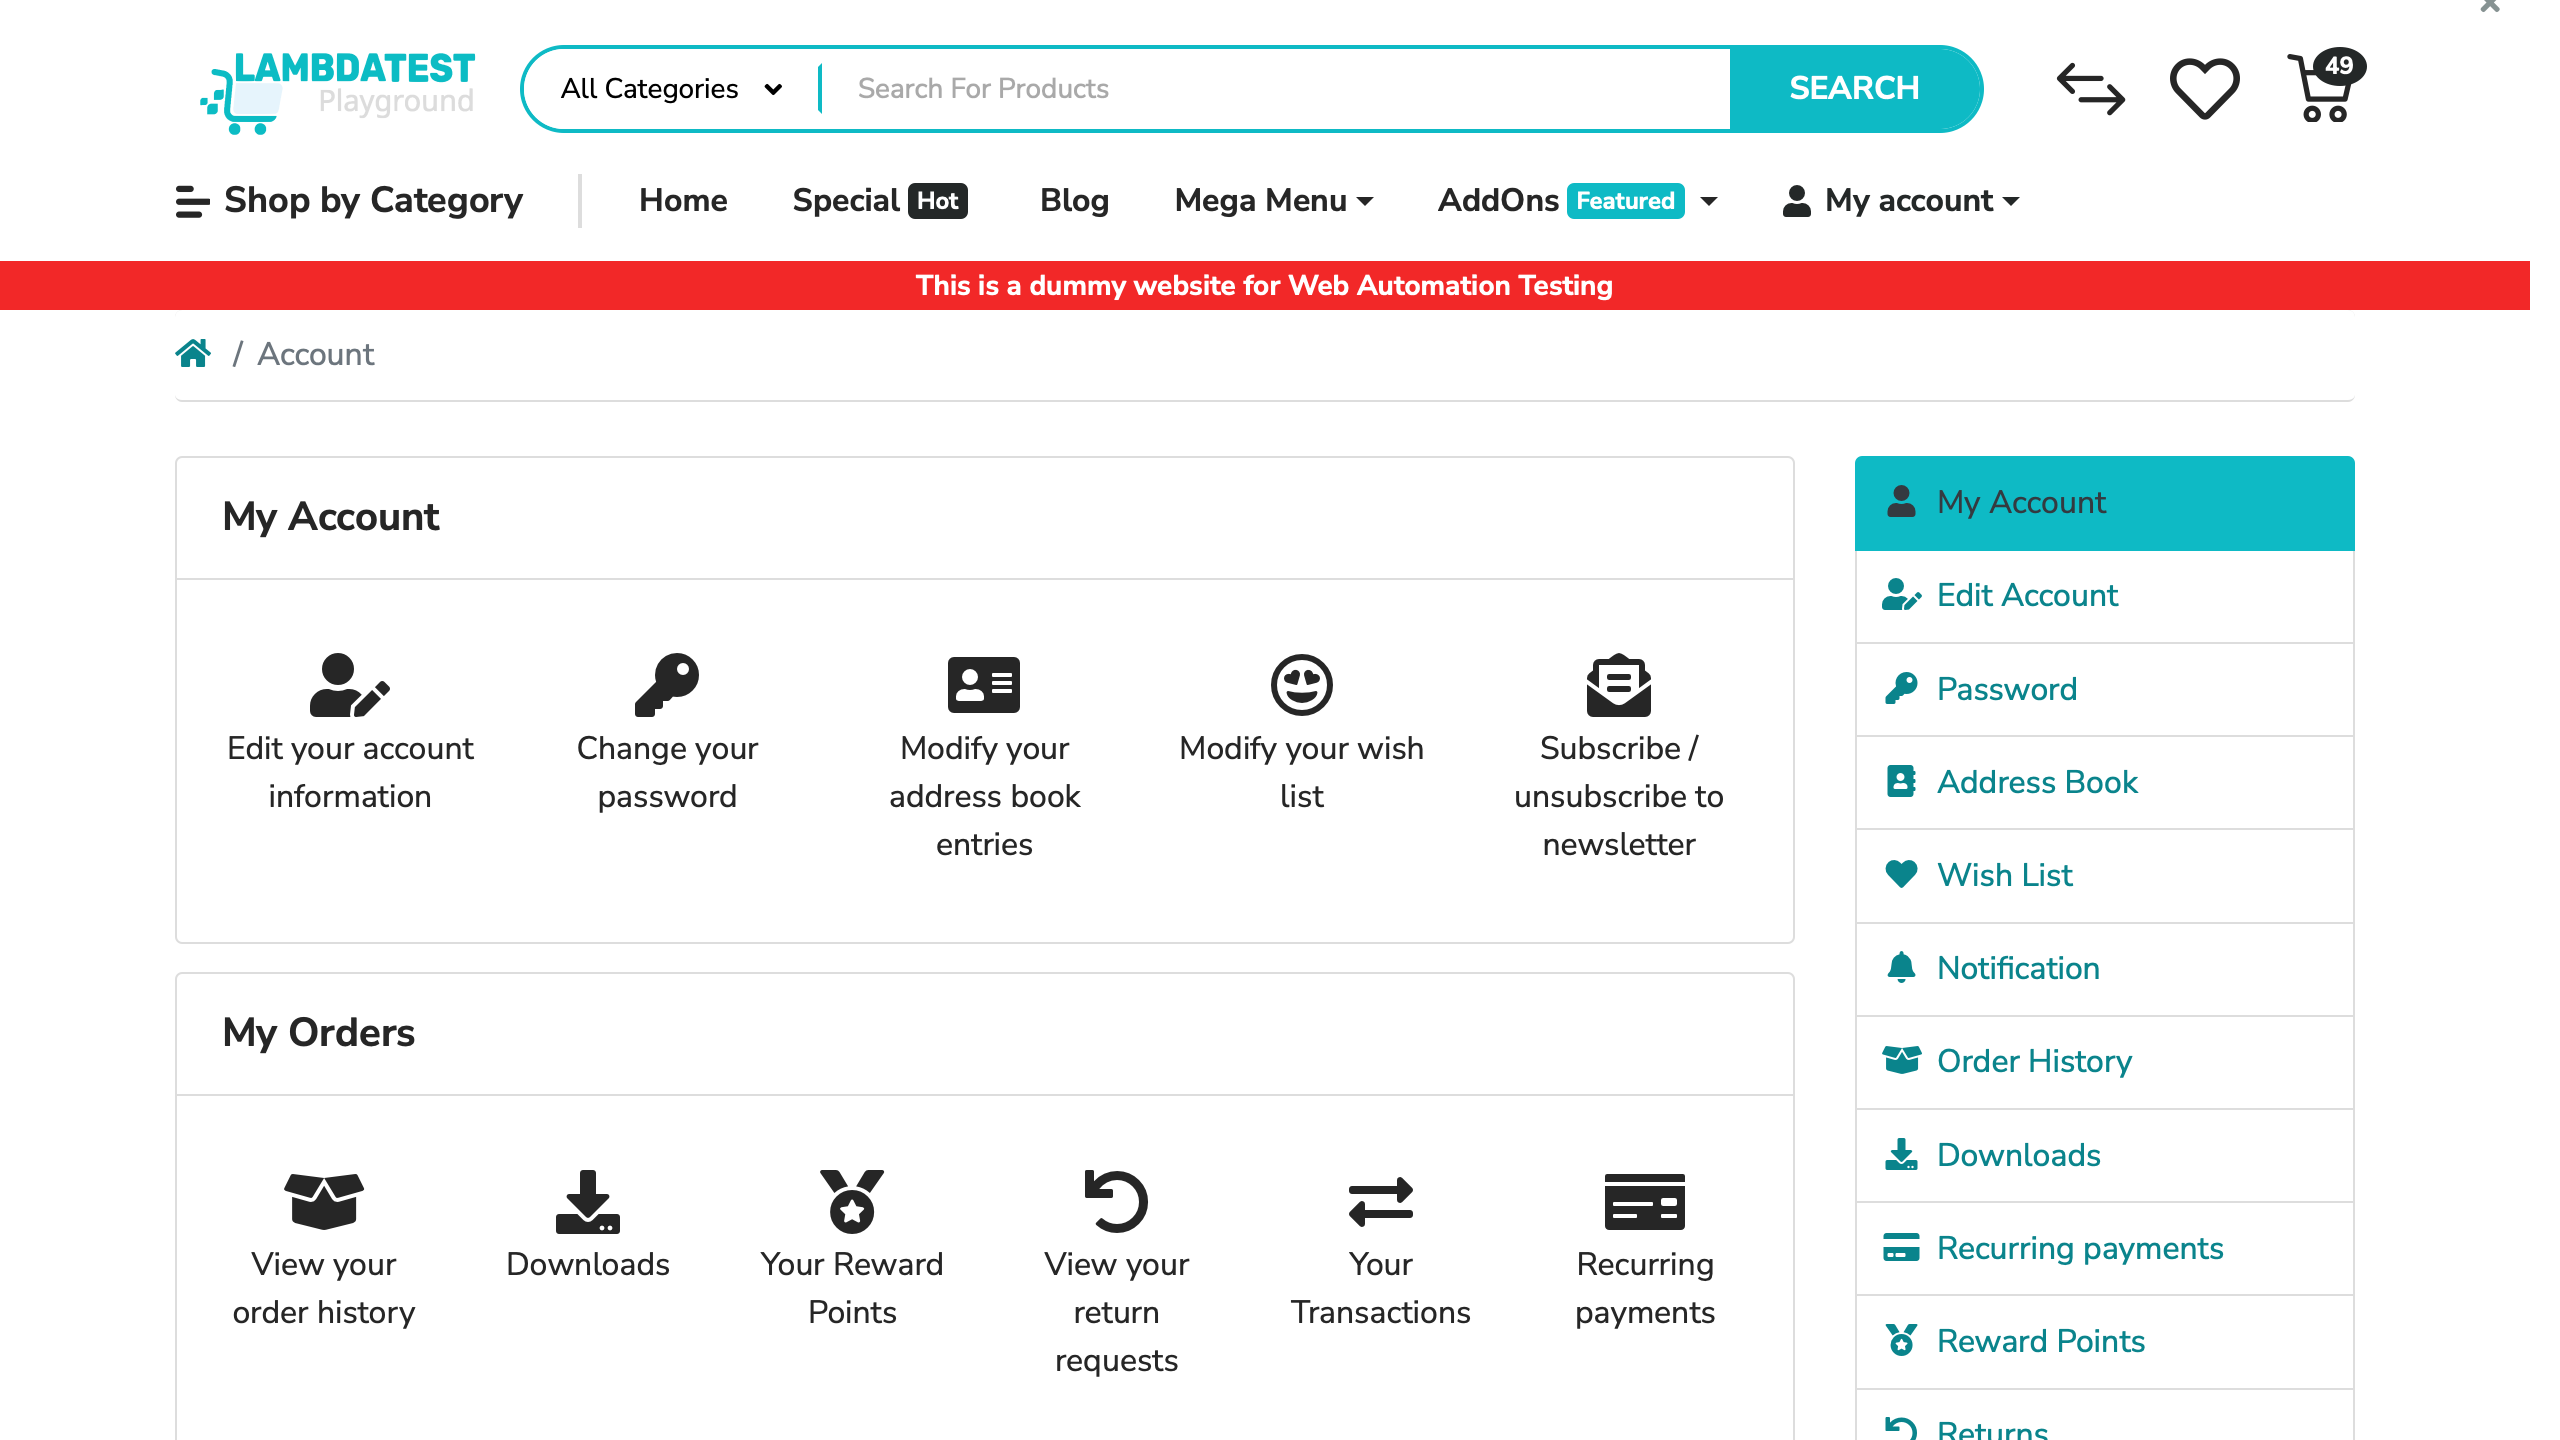 LAMBDATEST
Playground
All Categories
Search For Products
SEARCH
49
Shop by Category
Home
Special Hot
Blog
Mega Menu
AddOns Featured
My account
This is a dummy website for Web Automation Testing
/ Account
My Account
Edit your account
information
Change your
password
Modify your
address book
entries
Modify your wish
list
Subscribe /
unsubscribe to
newsletter
My Orders
View your
order history
Downloads
Your Reward
Points
View your
return
requests
Your
Transactions
Recurring
payments
My Account
Edit Account
Password
Address Book
Wish List
Notification
Order History
Downloads
Recurring payments
Reward Points
Returns